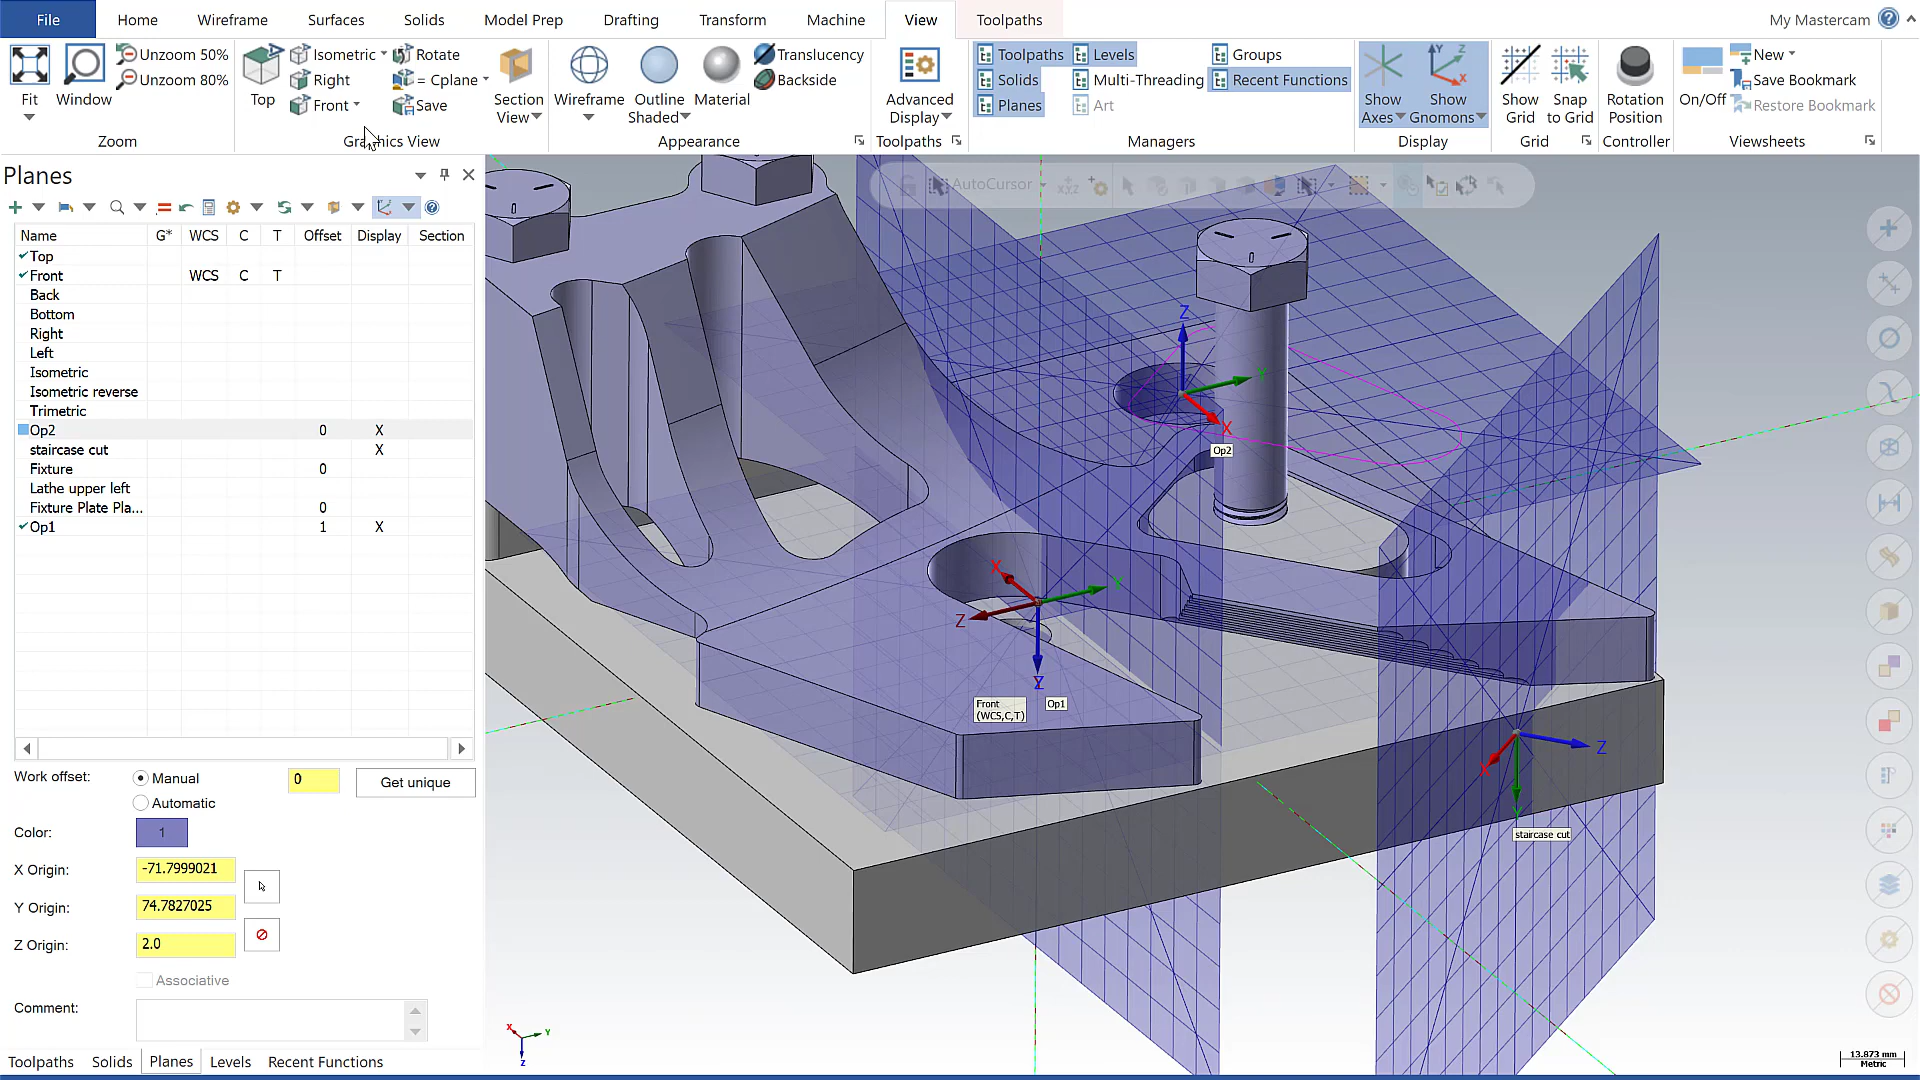 File Home Wireframe Surfaces Solids Model Prep Drafting Transform Machine View Toolpaths My Mastercam
Fit
Window
Unzoom 50%
Unzoom 80%
Zoom
Top
Isometric
Right
Front
Rotate
= Cplane
Save
Section View
Graphics View
Wireframe
Outline Shaded
Material
Translucency
Backside
Appearance
Advanced Display
Toolpaths
Toolpaths
Solids
Planes
Levels
Multi-Threading
Art
Groups
Recent Functions
Managers
Show Axes
Show Gnomons
Display
Show Grid
Snap to Grid
Grid
Rotation Position
Controller
On/Off
New
Save Bookmark
Restore Bookmark
Viewsheets
Planes
Name G* WCS C T Offset Display Section
Top
Front WCS C T
Back
Bottom
Right
Left
Isometric
Isometric reverse
Trimetric
Op2 0 X
staircase cut X
Fixture 0
Lathe upper left
Fixture Plate Pla... 0
Op1 1 X
Work offset: Manual 0 Get unique
Automatic
Color: 1
X Origin: -71.7999021
Y Origin: 74.7827025
Z Origin: 2.0
Associative
Comment:
Toolpaths Solids Planes Levels Recent Functions
AutoCursor
Z
Y
X
Op2
X
Y
Z
Front
(WCS,C,T)
Op1
Z
X
Y
staircase cut
X
Y
Z
13.873 mm
Metric